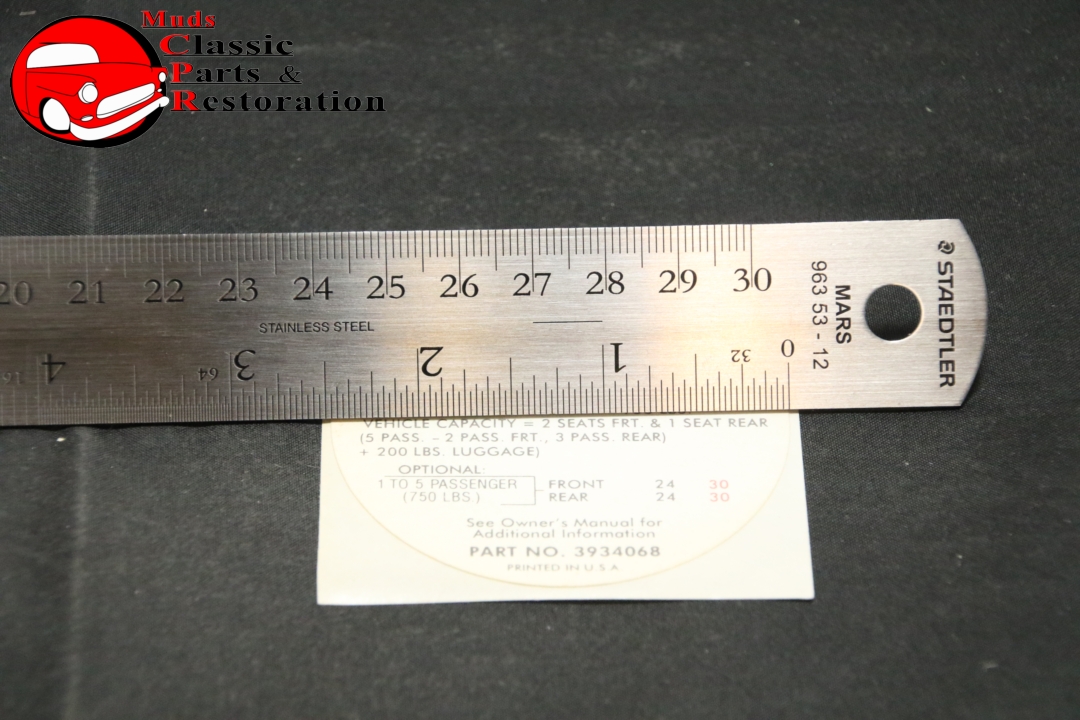 Muds
Classic
Parts &
Restoration
20 21 22 23 24 25 26 27 28 29 30
STAINLESS STEEL
MARS
963 53 - 12
STAEDTLER
4 64 3 2 1 32 0
VEHICLE CAPACITY = 2 SEATS FRT. & 1 SEAT REAR
(5 PASS. – 2 PASS. FRT., 3 PASS. REAR)
+ 200 LBS. LUGGAGE)
OPTIONAL:
1 TO 5 PASSENGER FRONT 24 30
(750 LBS.) REAR 24 30
See Owner's Manual for
Additional Information
PART NO. 3934068
PRINTED IN U.S.A.